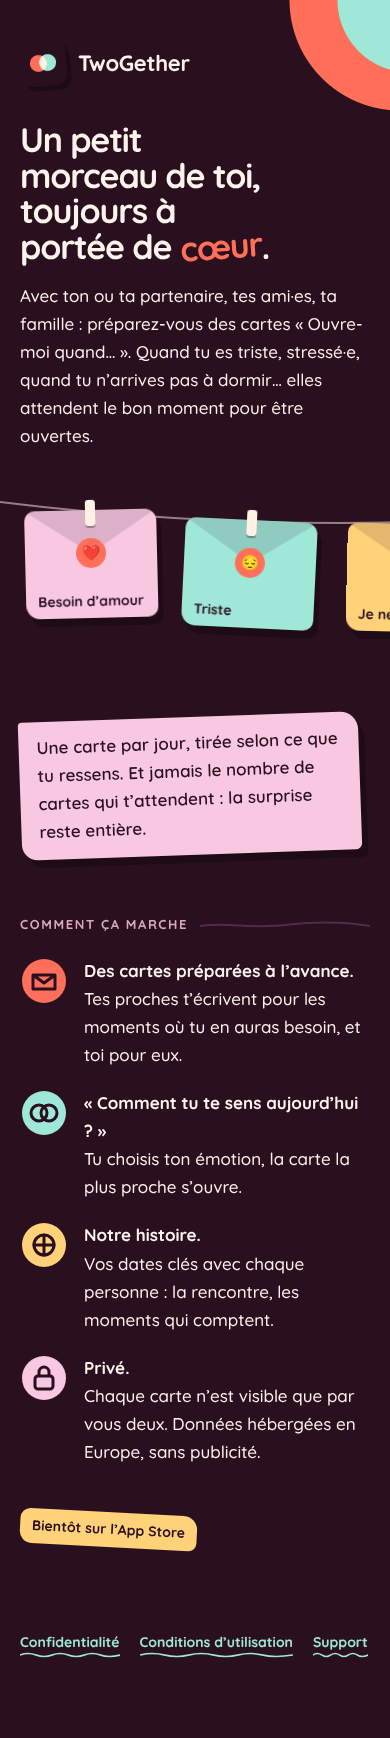 TwoGether
Un petit
morceau de toi,
toujours à
portée de cœur.
Avec ton ou ta partenaire, tes ami·es, ta
famille : préparez-vous des cartes « Ouvre-
moi quand… ». Quand tu es triste, stressé·e,
quand tu n’arrives pas à dormir… elles
attendent le bon moment pour être
ouvertes.
Besoin d’amour
Triste
Je ne
Une carte par jour, tirée selon ce que
tu ressens. Et jamais le nombre de
cartes qui t’attendent : la surprise
reste entière.
COMMENT ÇA MARCHE
Des cartes préparées à l’avance.
Tes proches t’écrivent pour les
moments où tu en auras besoin, et
toi pour eux.
« Comment tu te sens aujourd’hui
? »
Tu choisis ton émotion, la carte la
plus proche s’ouvre.
Notre histoire.
Vos dates clés avec chaque
personne : la rencontre, les
moments qui comptent.
Privé.
Chaque carte n’est visible que par
vous deux. Données hébergées en
Europe, sans publicité.
Bientôt sur l’App Store
Confidentialité Conditions d’utilisation Support